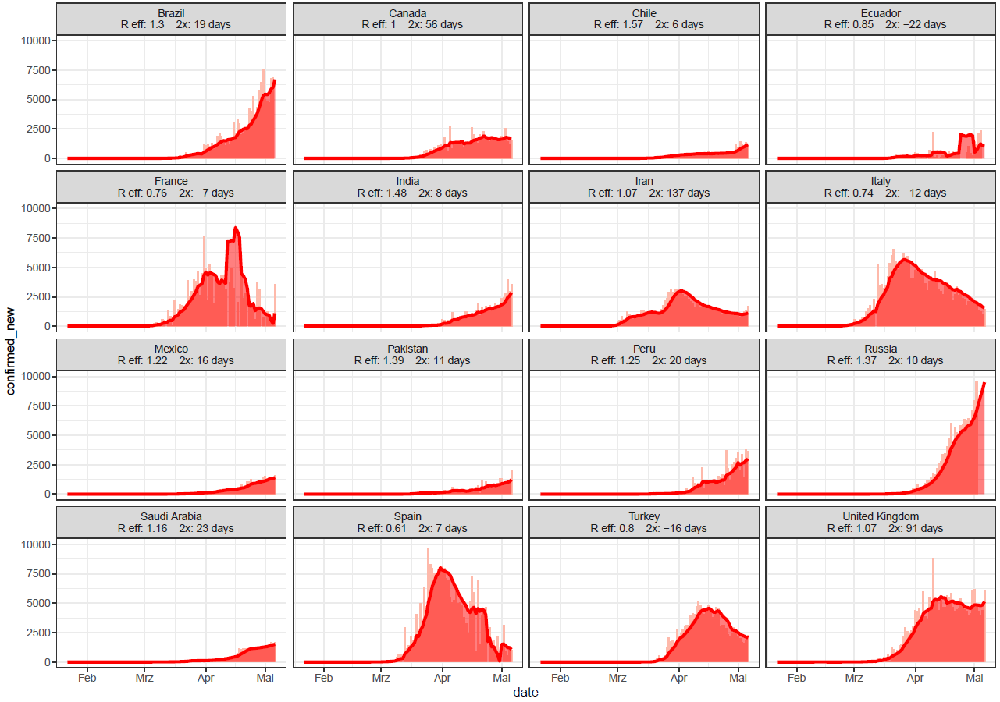 Brazil
R eff: 1.3 2x: 19 days
Canada
R eff: 1 2x: 56 days
Chile
R eff: 1.57 2x: 6 days
Ecuador
R eff: 0.85 2x: −22 days
10000
7500
5000
2500
0
France
R eff: 0.76 2x: −7 days
India
R eff: 1.48 2x: 8 days
Iran
R eff: 1.07 2x: 137 days
Italy
R eff: 0.74 2x: −12 days
10000
7500
5000
2500
0
confirmed_new
Mexico
R eff: 1.22 2x: 16 days
Pakistan
R eff: 1.39 2x: 11 days
Peru
R eff: 1.25 2x: 20 days
Russia
R eff: 1.37 2x: 10 days
10000
7500
5000
2500
0
Saudi Arabia
R eff: 1.16 2x: 23 days
Spain
R eff: 0.61 2x: 7 days
Turkey
R eff: 0.8 2x: −16 days
United Kingdom
R eff: 1.07 2x: 91 days
10000
7500
5000
2500
0
Feb Mrz Apr Mai Feb Mrz Apr Mai Feb Mrz Apr Mai Feb Mrz Apr Mai
date